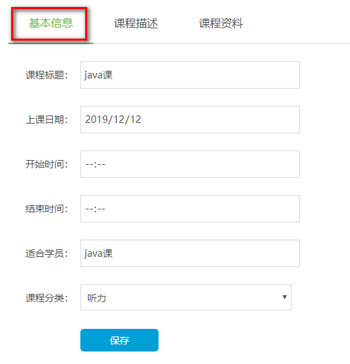 基本信息 课程描述 课程资料
课程标题： java课
上课日期： 2019/12/12
开始时间： --:--
结束时间： --:--
适合学员： java课
课程分类： 听力
保存